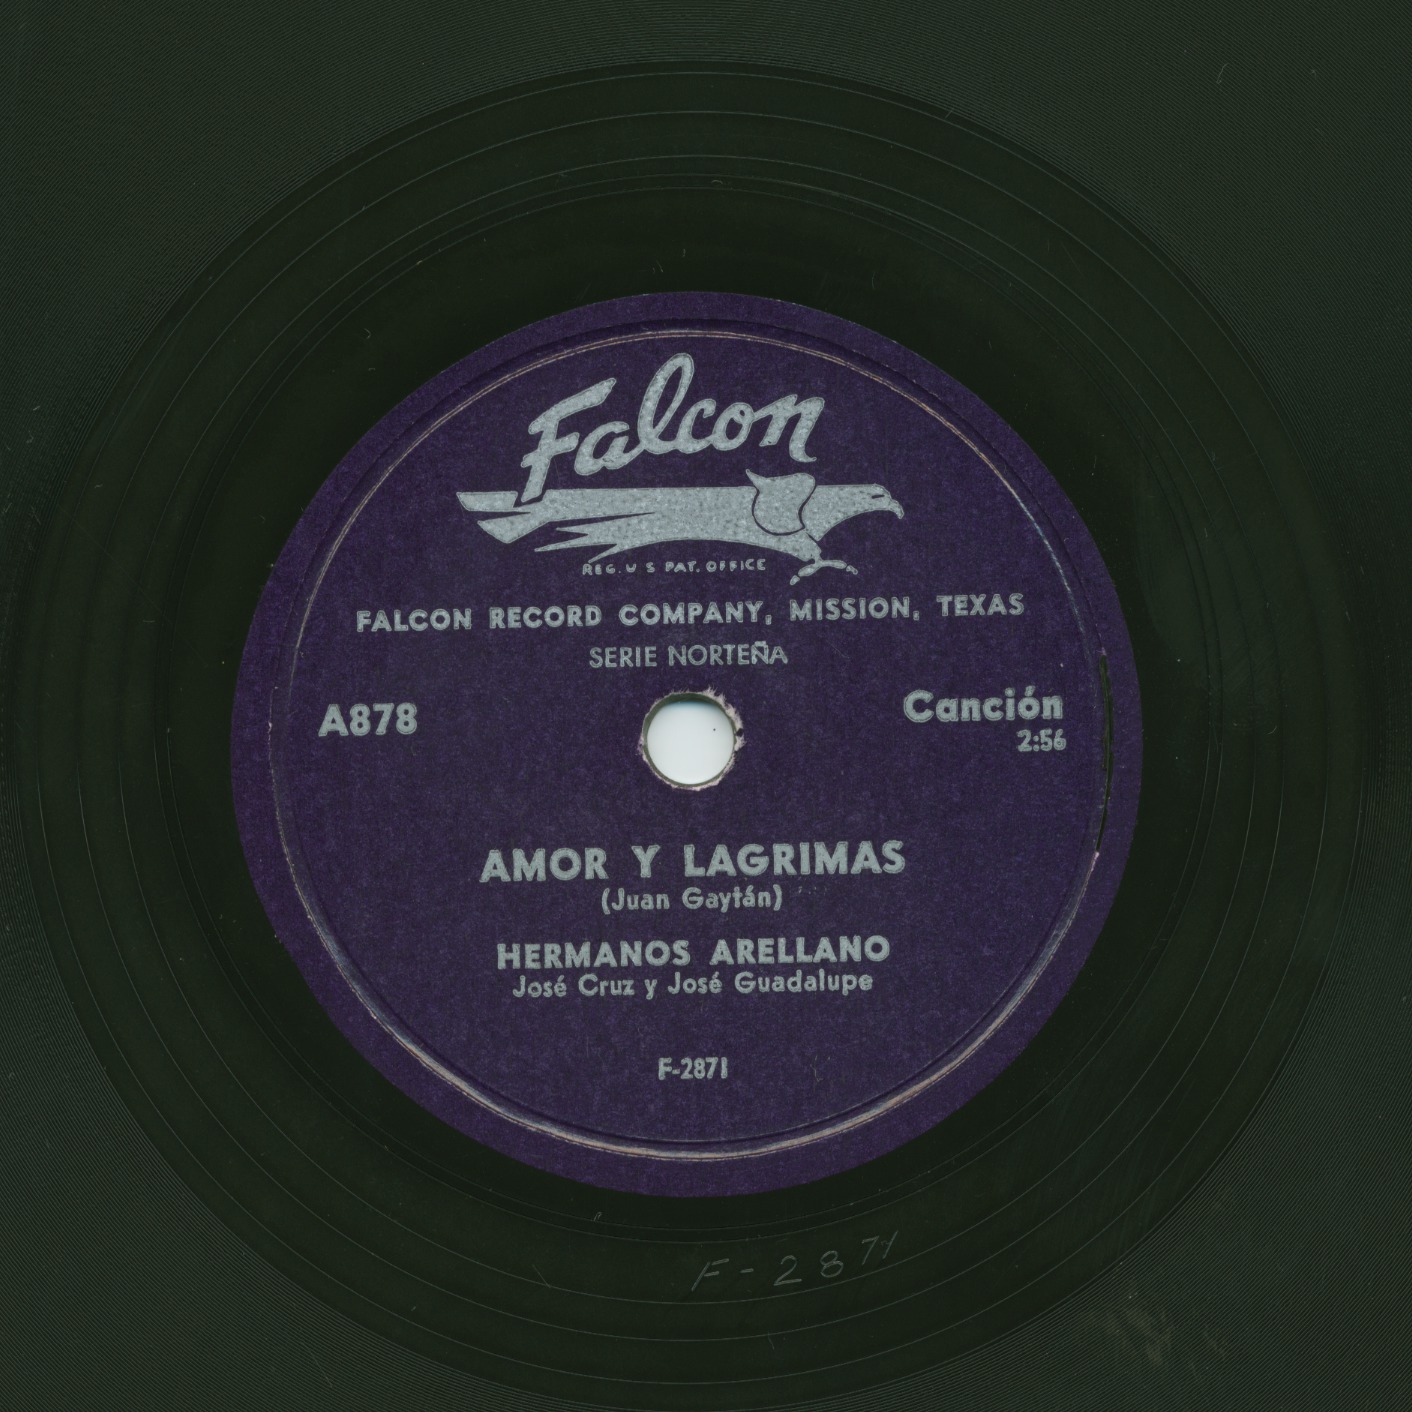 Falcon
REG. U S PAT. OFFICE
FALCON RECORD COMPANY, MISSION, TEXAS
SERIE NORTEÑA
A878
Canción
2:56
AMOR Y LAGRIMAS
(Juan Gaytán)
HERMANOS ARELLANO
José Cruz y José Guadalupe
F-2871
F-2871